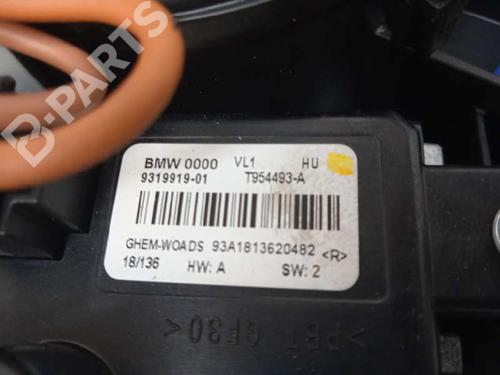 B-PARTS
BMW 0000 VL1 HU
9319919-01 T954493-A
GHEM-WOADS 93A1813620482 <R>
18/136 HW: A SW: 2
>PBT GF30<